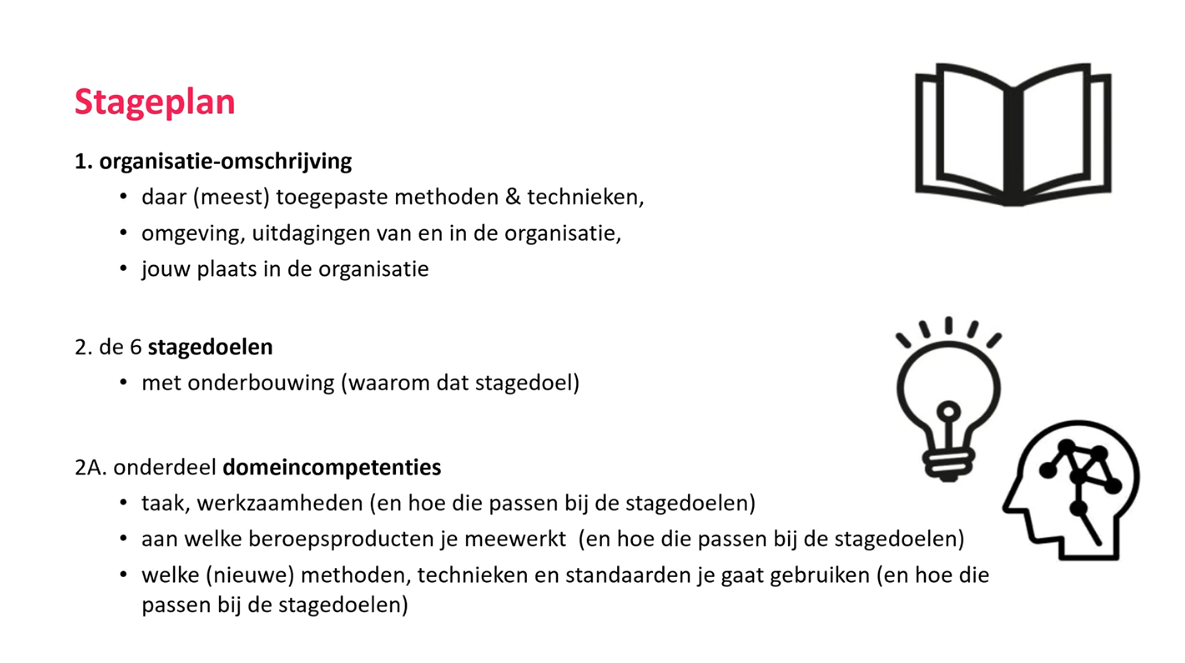 Stageplan
1. organisatie-omschrijving
• daar (meest) toegepaste methoden & technieken,
• omgeving, uitdagingen van en in de organisatie,
• jouw plaats in de organisatie
2. de 6 stagedoelen
• met onderbouwing (waarom dat stagedoel)
2A. onderdeel domeincompetenties
• taak, werkzaamheden (en hoe die passen bij de stagedoelen)
• aan welke beroepsproducten je meewerkt  (en hoe die passen bij de stagedoelen)
• welke (nieuwe) methoden, technieken en standaarden je gaat gebruiken (en hoe die
passen bij de stagedoelen)